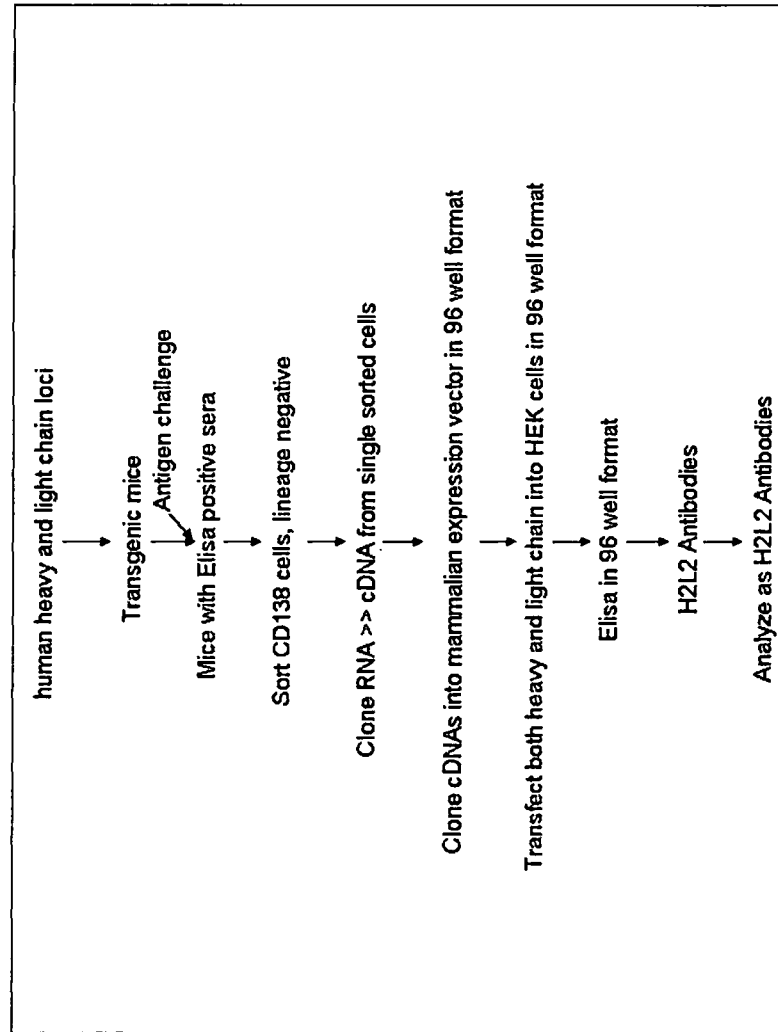 human heavy and light chain loci
Transgenic mice
Antigen challenge
Mice with Elisa positive sera
Sort CD138 cells, lineage negative
Clone RNA >> cDNA from single sorted cells
Clone cDNAs into mammalian expression vector in 96 well format
Transfect both heavy and light chain into HEK cells in 96 well format
Elisa in 96 well format
H2L2 Antibodies
Analyze as H2L2 Antibodies